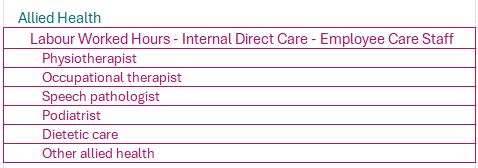 Allied Health
Labour Worked Hours - Internal Direct Care - Employee Care Staff
Physiotherapist
Occupational therapist
Speech pathologist
Podiatrist
Dietetic care
Other allied health